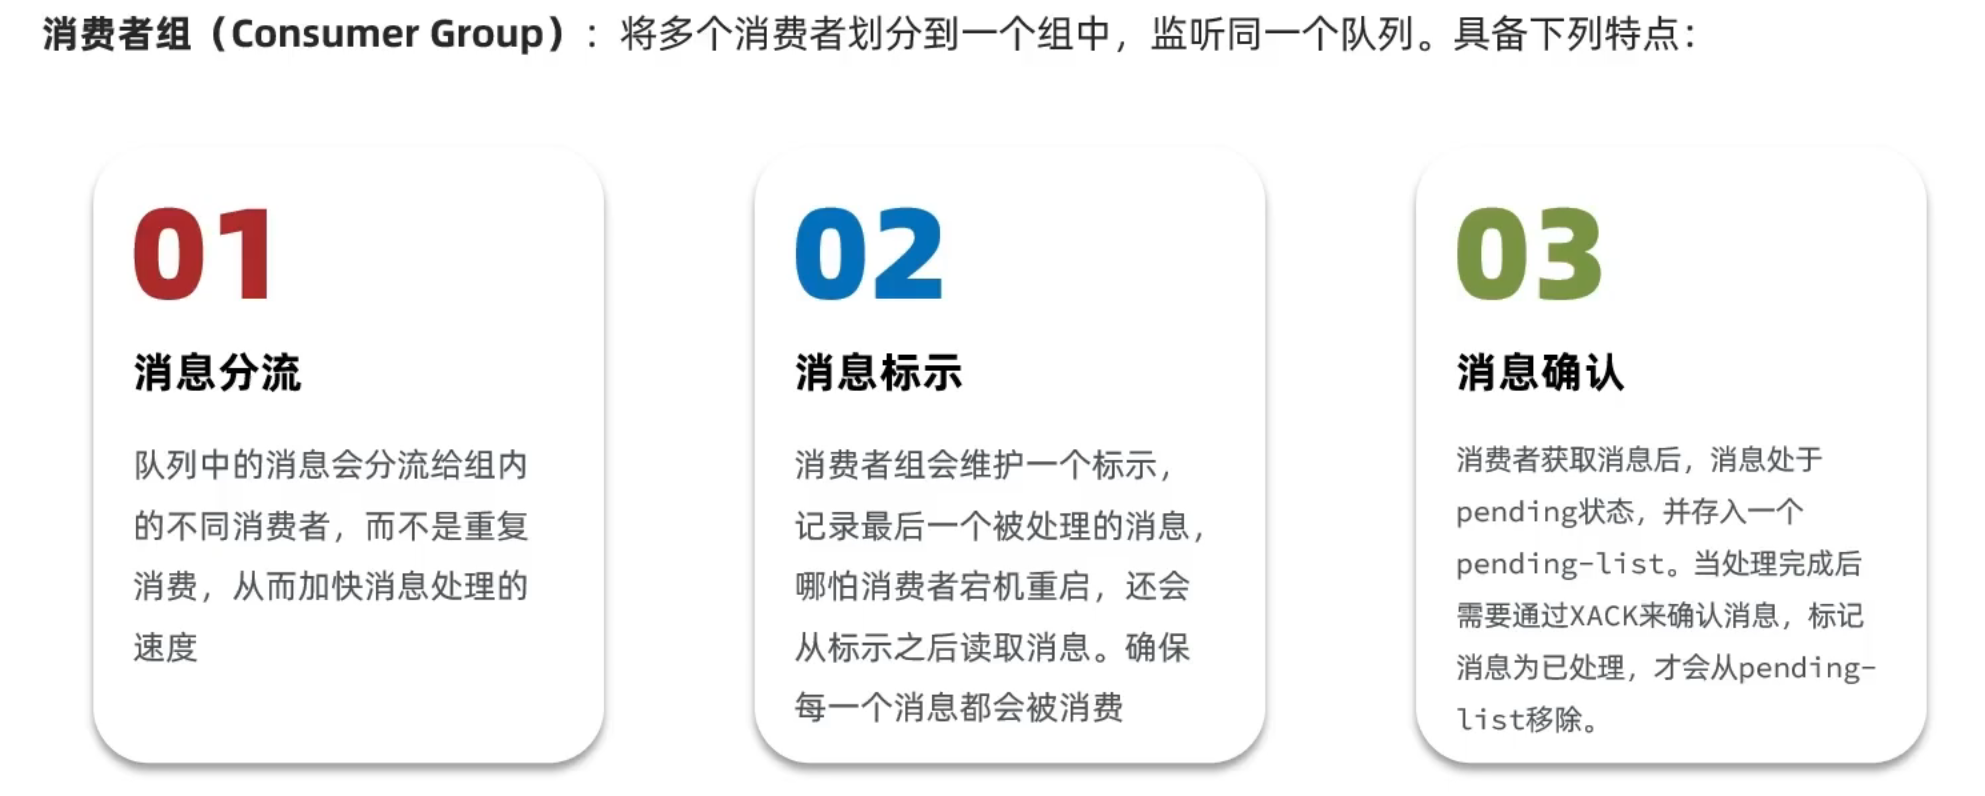 消费者组（Consumer Group）：将多个消费者划分到一个组中，监听同一个队列。具备下列特点：
01
消息分流
队列中的消息会分流给组内
的不同消费者，而不是重复
消费，从而加快消息处理的
速度
02
消息标示
消费者组会维护一个标示，
记录最后一个被处理的消息，
哪怕消费者宕机重启，还会
从标示之后读取消息。确保
每一个消息都会被消费
03
消息确认
消费者获取消息后，消息处于
pending状态，并存入一个
pending-list。当处理完成后
需要通过XACK来确认消息，标记
消息为已处理，才会从pending-
list移除。